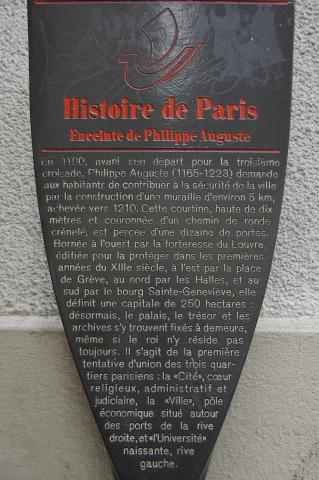 Histoire de Paris
Enceinte de Philippe Auguste
En 1190, avant son départ pour la troisième
croisade, Philippe Auguste (1165-1223) demande
aux habitants de contribuer à la sécurité de la ville
par la construction d'une muraille d'environ 5 km,
achevée vers 1210. Cette courtine, haute de dix
mètres et couronnée d'un chemin de ronde
crénelé, est percée d'une dizaine de portes.
Bornée à l'ouest par la forteresse du Louvre,
édifiée pour la protéger dans les premières
années du XIIIe siècle, à l'est par la place
de Grève, au nord par les Halles, et au
sud par le bourg Sainte-Geneviève, elle
définit une capitale de 250 hectares :
désormais, le palais, le trésor et les
archives s'y trouvent fixés à demeure,
même si le roi n'y réside pas
toujours. Il s'agit de la première
tentative d'union des trois quar-
tiers parisiens : la «Cité», cœur
religieux, administratif et
judiciaire, la «Ville», pôle
économique situé autour
des ports de la rive
droite, et «l'Université»
naissante, rive
gauche.